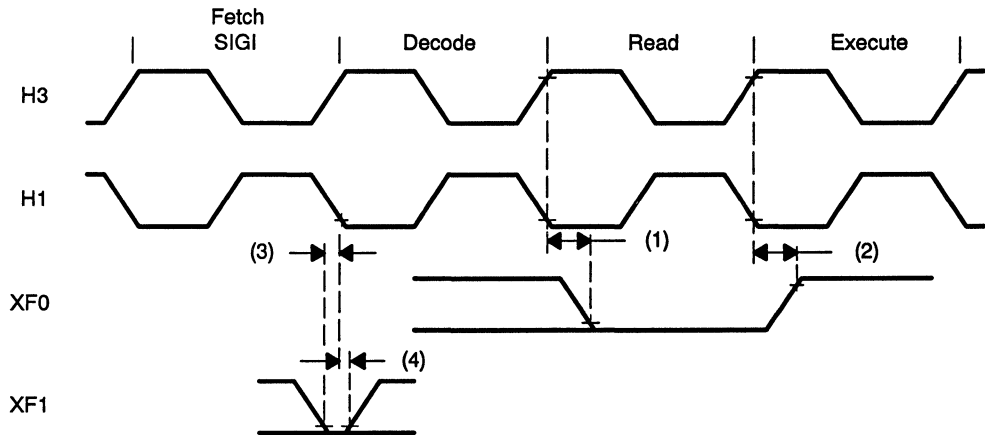 Fetch
SIGI
Decode
Read
Execute
H3
H1
(1)
(2)
(3)
XF0
(4)
XF1